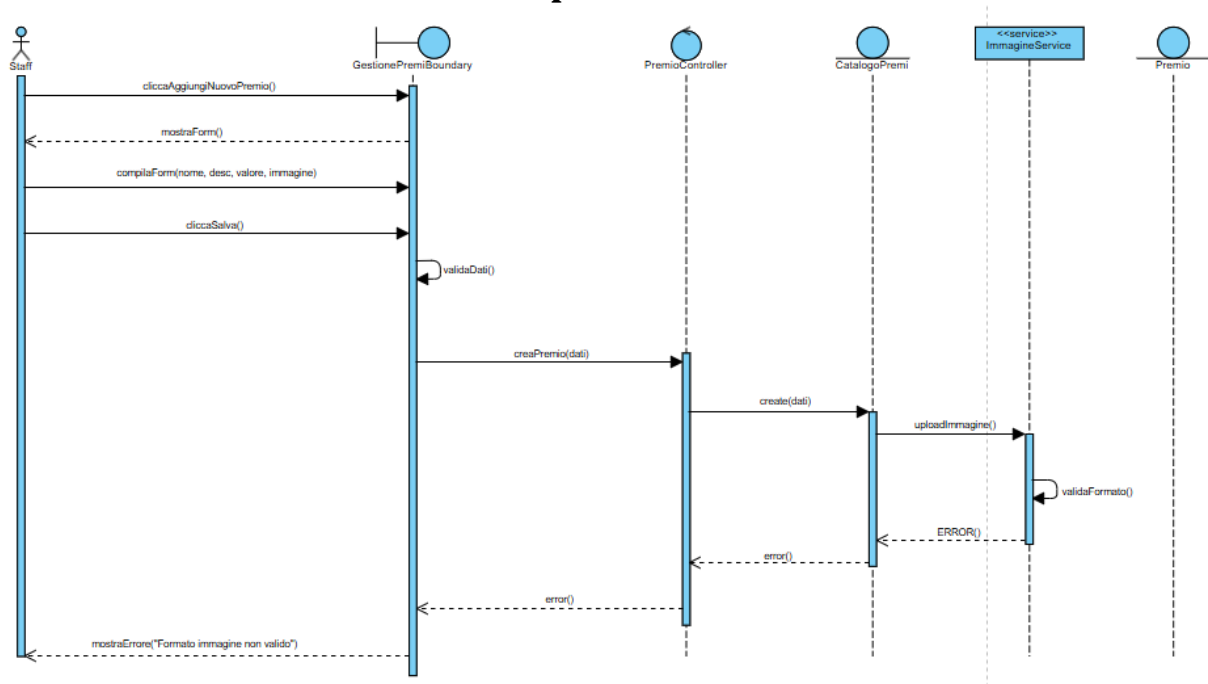 Staff
GestionePremiBoundary
PremioController
CatalogoPremi
<<service>>
ImmagineService
Premio
cliccaAggiungiNuovoPremio()
mostraForm()
compilaForm(nome, desc, valore, immagine)
cliccaSalva()
validaDati()
creaPremio(dati)
create(dati)
uploadImmagine()
validaFormato()
ERROR()
error()
error()
mostraErrore("Formato immagine non valido")